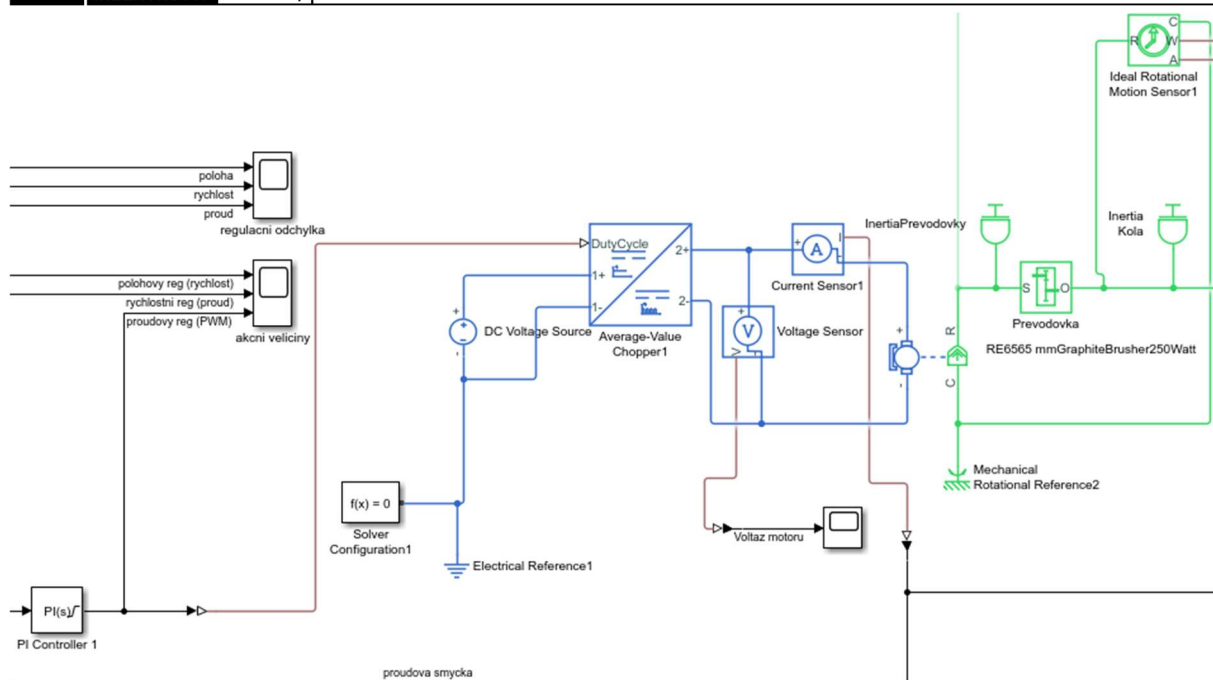 C
R
W
A
Ideal Rotational
Motion Sensor1
poloha
rychlost
proud
regulacni odchylka
polohovy reg (rychlost)
rychlostni reg (proud)
proudovy reg (PWM)
akcni veliciny
DutyCycle
1+
1-
2+
2-
+
-
DC Voltage Source
Average-Value
Chopper1
+
A
I
Current Sensor1
+
V
V
Voltage Sensor
InertiaPrevodovky
Inertia
Kola
S
O
Prevodovka
+
-
R
C
RE6565 mmGraphiteBrusher250Watt
Mechanical
Rotational Reference2
f(x) = 0
Solver
Configuration1
Electrical Reference1
Voltaz motoru
PI(s)
PI Controller 1
proudova smycka